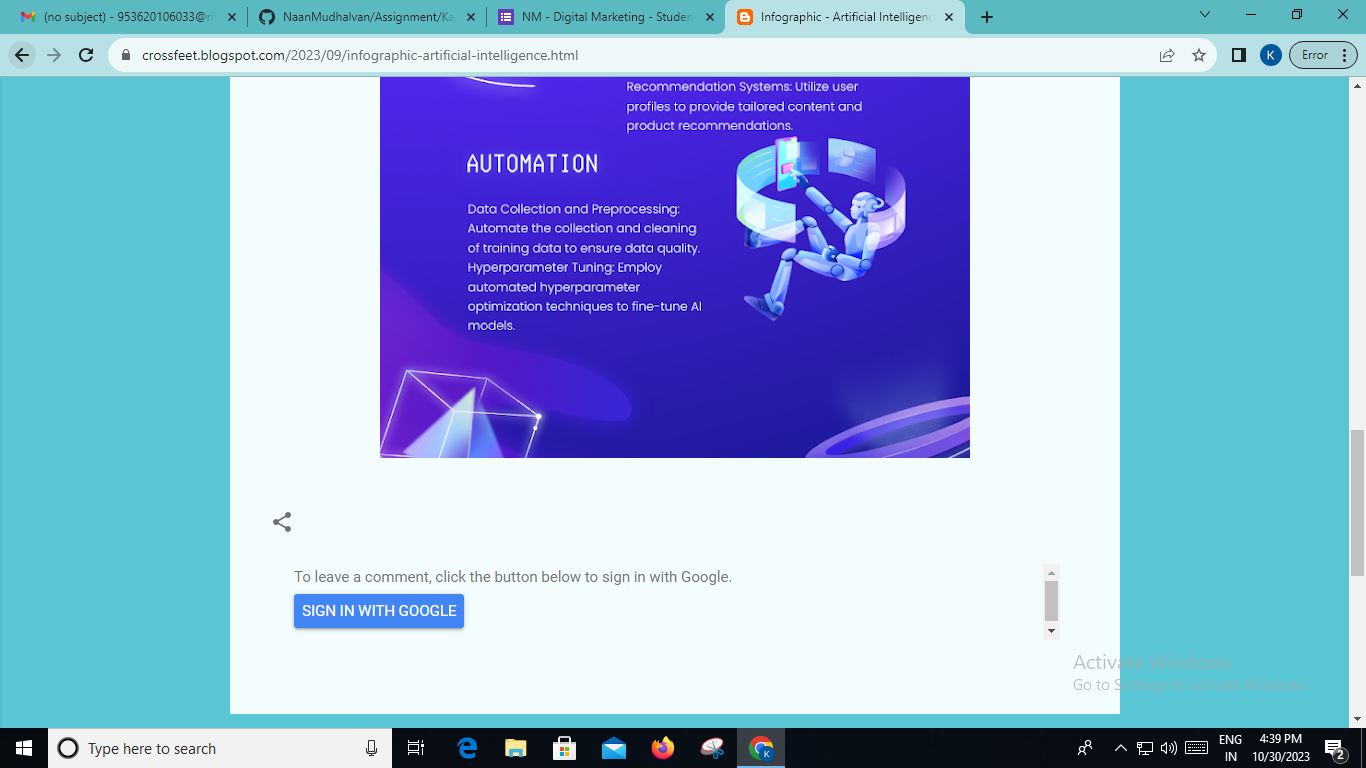 (no subject) - 953620106033@ri
NaanMudhalvan/Assignment/Ka
NM - Digital Marketing - Studen
Infographic - Artificial Intelligenc
crossfeet.blogspot.com/2023/09/infographic-artificial-intelligence.html
K
Error
Recommendation Systems: Utilize user
profiles to provide tailored content and
product recommendations.
AUTOMATION
Data Collection and Preprocessing:
Automate the collection and cleaning
of training data to ensure data quality.
Hyperparameter Tuning: Employ
automated hyperparameter
optimization techniques to fine-tune AI
models.
To leave a comment, click the button below to sign in with Google.
SIGN IN WITH GOOGLE
Activate Windows
Go to Settings to activate Windows.
Type here to search
K
ENG
IN
4:39 PM
10/30/2023
2